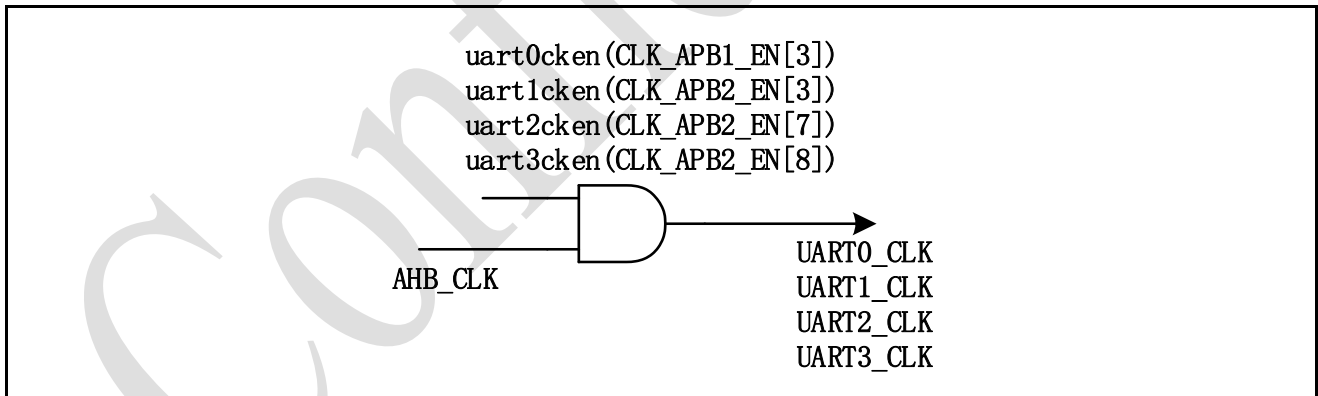 uart0cken(CLK_APB1_EN[3])
uart1cken(CLK_APB2_EN[3])
uart2cken(CLK_APB2_EN[7])
uart3cken(CLK_APB2_EN[8])
AHB_CLK
UART0_CLK
UART1_CLK
UART2_CLK
UART3_CLK